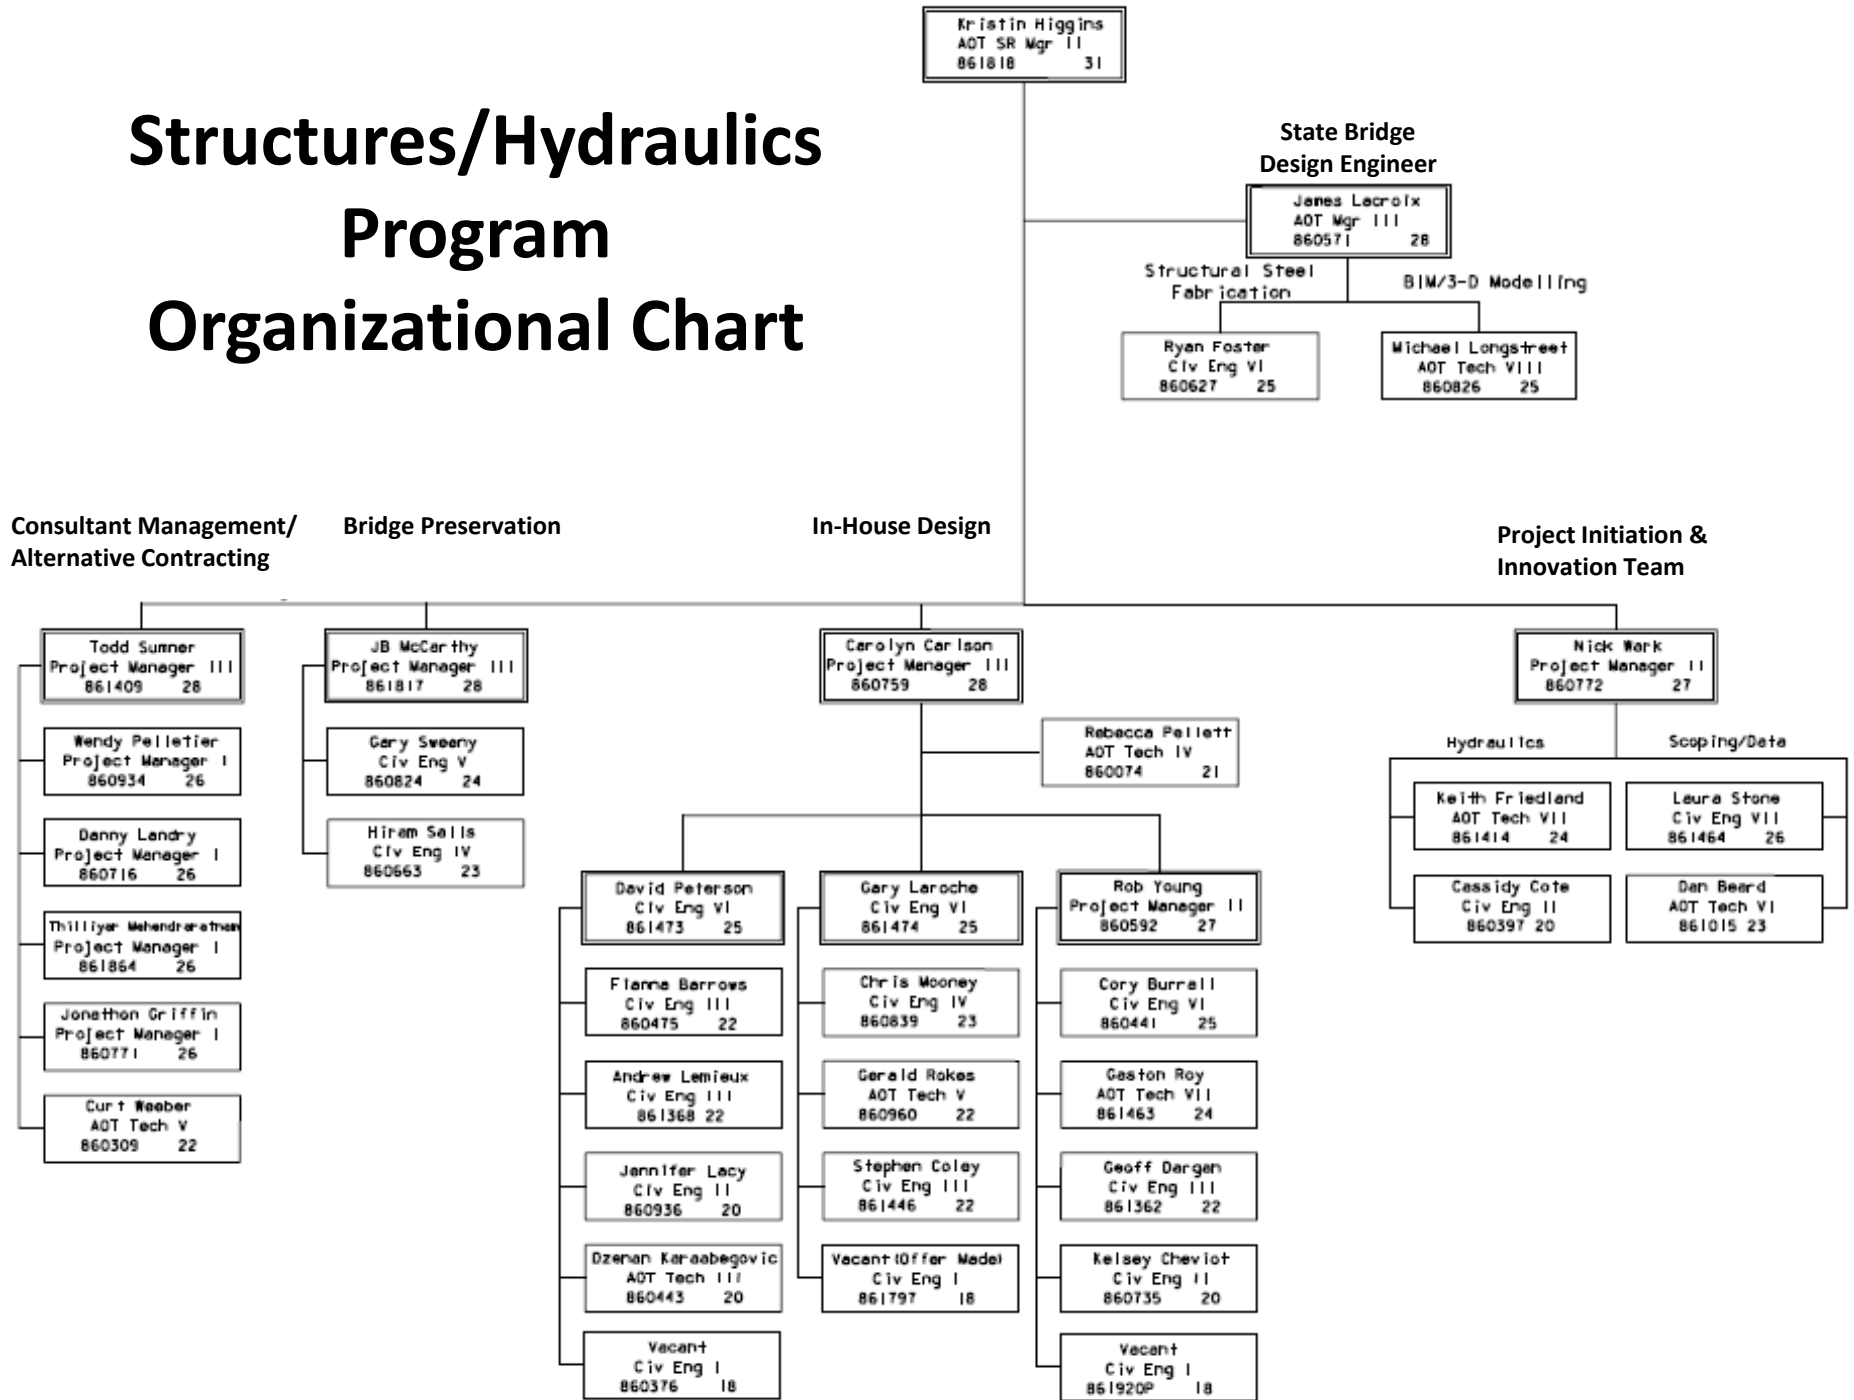 Kristin Higgins
AOT SR Mgr II
861818 31
Structures/Hydraulics
Program
Organizational Chart
State Bridge
Design Engineer
James Lacroix
AOT Mgr III
860571 28
Structural Steel
Fabrication
BIM/3-D Modelling
Ryan Foster
Civ Eng VI
860627 25
Michael Longstreet
AOT Tech VIII
860826 25
Consultant Management/
Alternative Contracting
Bridge Preservation
In-House Design
Project Initiation &
Innovation Team
Todd Sumner
Project Manager III
861409 28
Wendy Pelletier
Project Manager I
860934 26
Danny Landry
Project Manager I
860716 26
Thilliyar Mahendraratnam
Project Manager I
861864 26
Jonathon Griffin
Project Manager I
860771 26
Curt Weeber
AOT Tech V
860309 22
JB McCarthy
Project Manager III
861817 28
Gary Sweeny
Civ Eng V
860824 24
Hiram Salls
Civ Eng IV
860663 23
Carolyn Carlson
Project Manager III
860759 28
Rebecca Pellett
AOT Tech IV
860074 21
David Peterson
Civ Eng VI
861473 25
Fianna Barrows
Civ Eng III
860475 22
Andrew Lemieux
Civ Eng III
861368 22
Jennifer Lacy
Civ Eng II
860936 20
Dzenan Karaabegovic
AOT Tech III
860443 20
Vacant
Civ Eng I
860376 18
Gary Laroche
Civ Eng VI
861474 25
Chris Mooney
Civ Eng IV
860839 23
Gerald Rokes
AOT Tech V
860960 22
Stephen Coley
Civ Eng III
861446 22
Vacant(Offer Made)
Civ Eng I
861797 18
Rob Young
Project Manager II
860592 27
Cory Burrall
Civ Eng VI
860441 25
Gaston Roy
AOT Tech VII
861463 24
Geoff Dargan
Civ Eng III
861362 22
Kelsey Cheviot
Civ Eng II
860735 20
Vacant
Civ Eng I
861920P 18
Nick Wark
Project Manager II
860772 27
Hydraulics
Scoping/Data
Keith Friedland
AOT Tech VII
861414 24
Laura Stone
Civ Eng VII
861464 26
Cassidy Cote
Civ Eng II
860397 20
Dan Beard
AOT Tech VI
861015 23